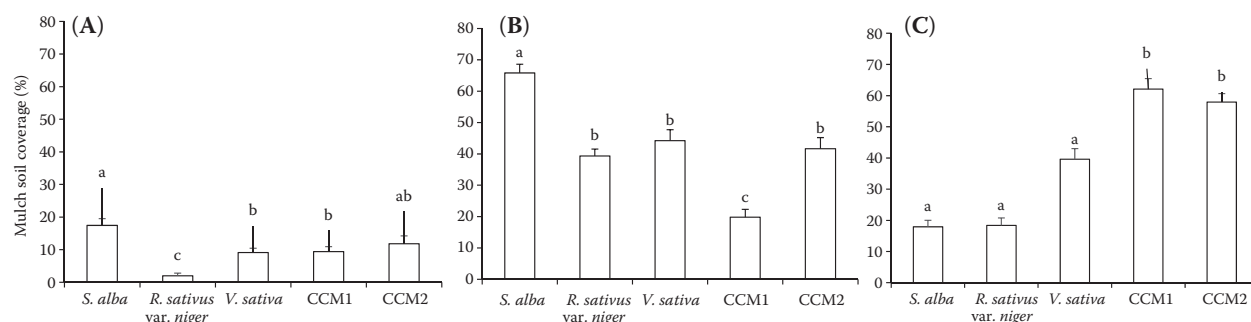 (A)
Mulch soil coverage (%)
80
70
60
50
40
30
20
10
0
a
c
b
b
ab
S. alba
R. sativus
var. niger
V. sativa
CCM1
CCM2
(B)
80
70
60
50
40
30
20
10
0
a
b
b
c
b
S. alba
R. sativus
var. niger
V. sativa
CCM1
CCM2
(C)
80
70
60
50
40
30
20
10
0
a
a
a
b
b
S. alba
R. sativus
var. niger
V. sativa
CCM1
CCM2